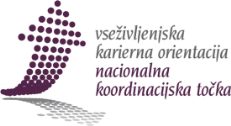 vseživljenjska
karierna orientacija
nacionalna
koordinacijska točka